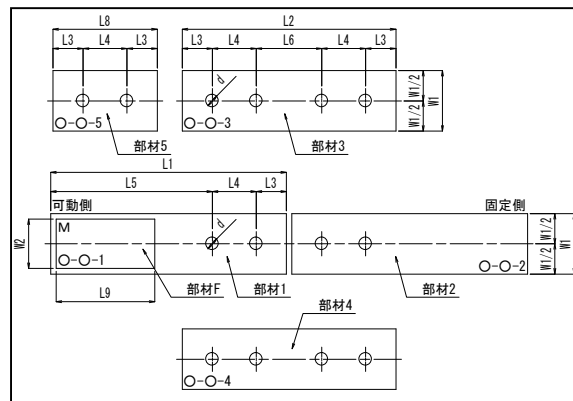 L8
L2
L3 L4 L3
L3 L4 L6 L4 L3
d
W1/2
W1/2
W1
○-○-5
○-○-3
部材5
部材3
L1
L5 L4 L3
可動側
固定側
M
d
W2
W1/2
W1/2
W1
○-○-1
○-○-2
L9
部材F
部材1
部材2
部材4
○-○-4